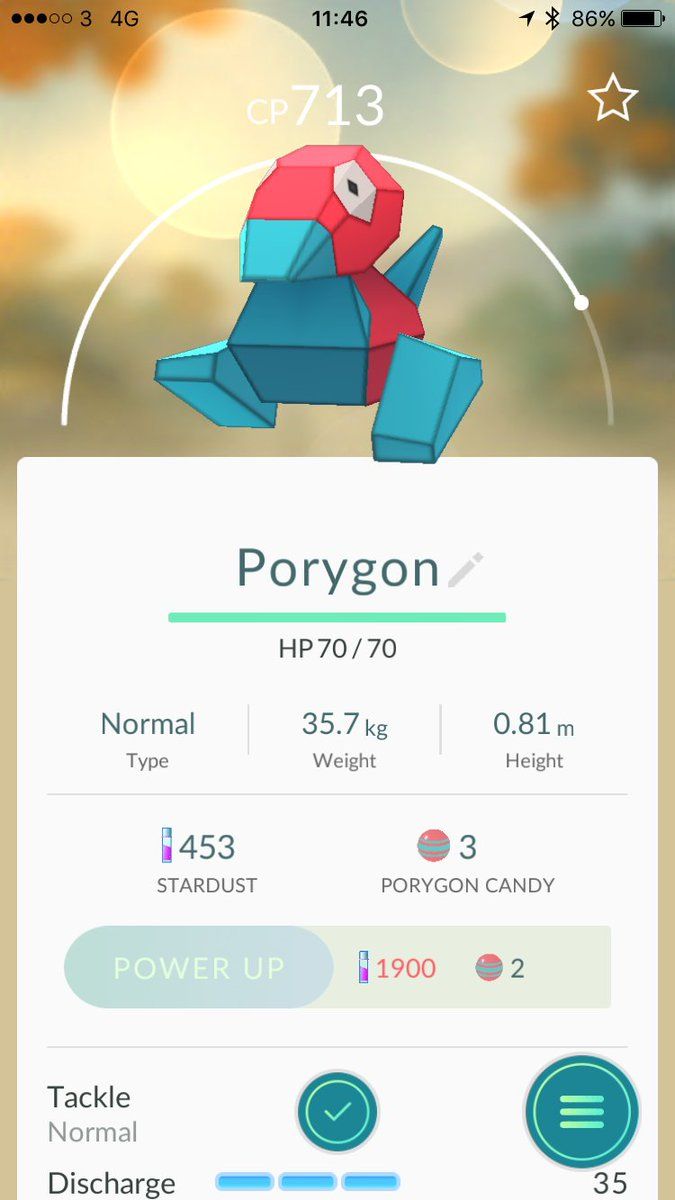 3 4G 11:46 86%
CP713
Porygon
HP 70 / 70
Normal 35.7 kg 0.81 m
Type Weight Height
453 3
STARDUST PORYGON CANDY
POWER UP 1900 2
Tackle
Normal
Discharge 35